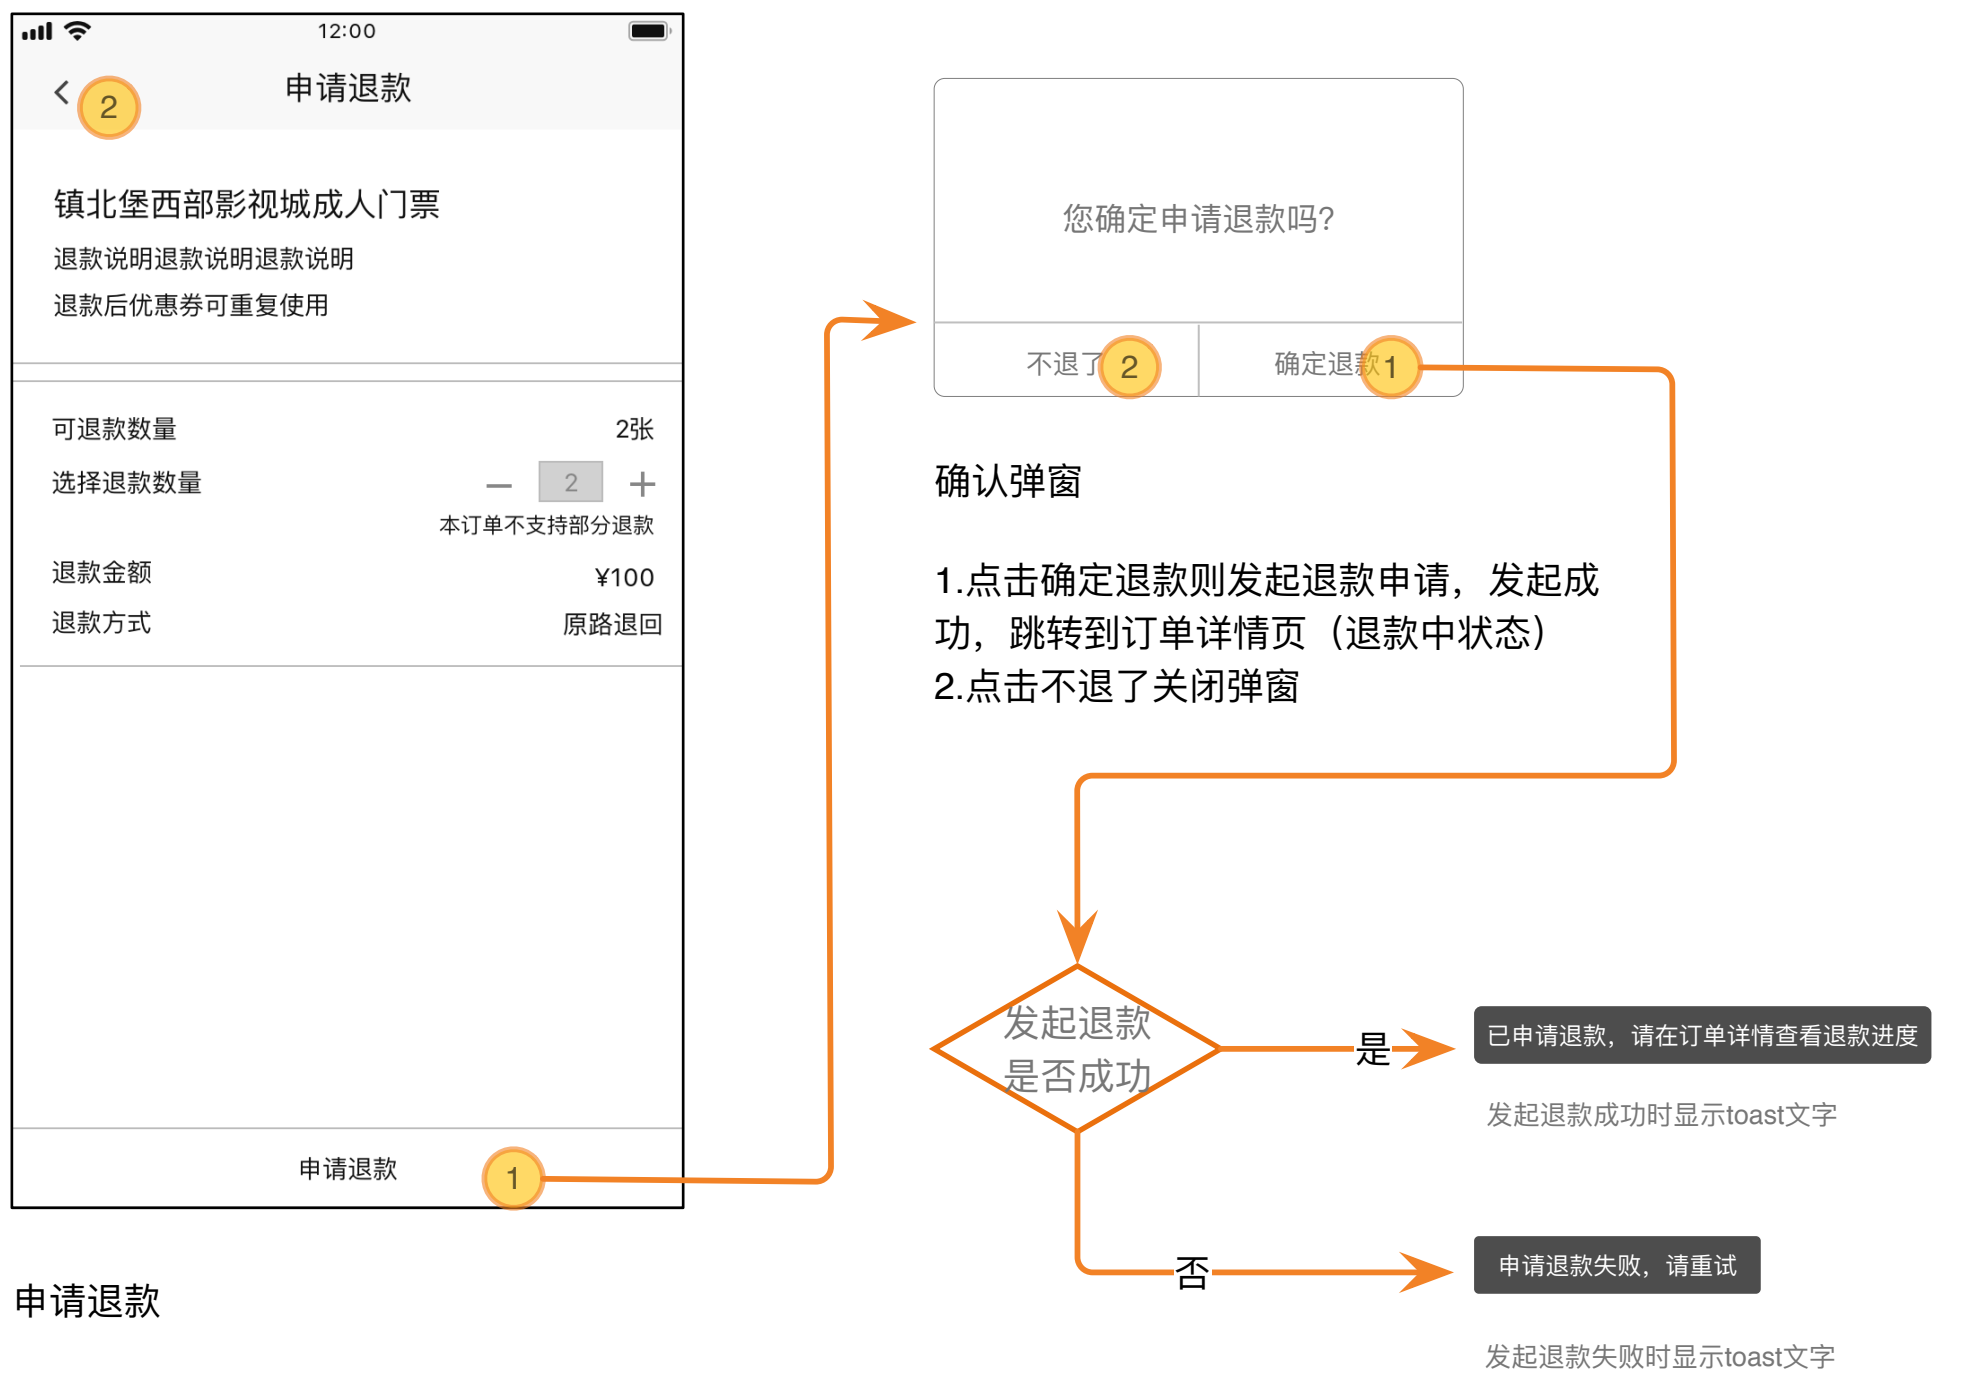 12:00
申请退款
2
镇北堡西部影视城成人门票
退款说明退款说明退款说明
退款后优惠券可重复使用
可退款数量 2张
选择退款数量 2
本订单不支持部分退款
退款金额 ¥100
退款方式 原路退回
申请退款 1
申请退款
您确定申请退款吗?
不退了 2 确定退款 1
确认弹窗
1.点击确定退款则发起退款申请，发起成
功，跳转到订单详情页（退款中状态）
2.点击不退了关闭弹窗
发起退款
是否成功
是
已申请退款，请在订单详情查看退款进度
发起退款成功时显示toast文字
否
申请退款失败，请重试
发起退款失败时显示toast文字